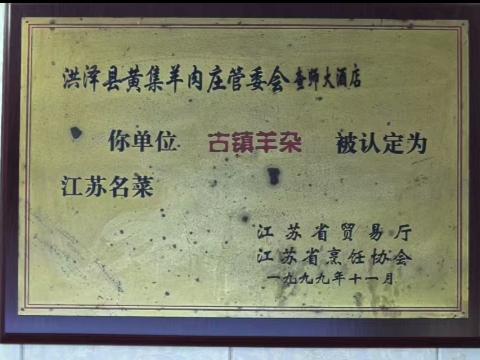 洪泽县黄集羊肉庄管委会金师大酒店
你单位 古镇羊杂 被认定为
江苏名菜
江苏省贸易厅
江苏省烹饪协会
一九九九年十一月